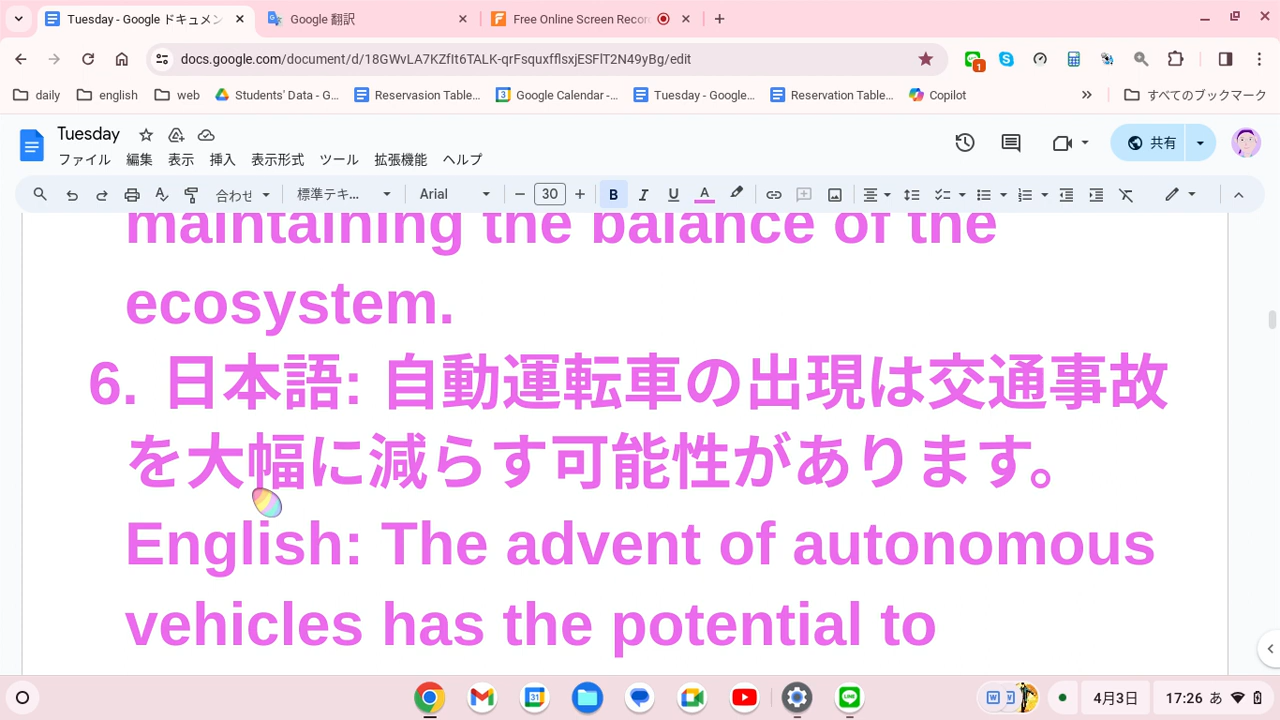 Tuesday - Google ドキュメン
Google 翻訳
Free Online Screen Recor
docs.google.com/document/d/
/edit
daily
english
web
Students' Data - G...
Reservasion Table...
Google Calendar -...
Tuesday - Google...
Reservation Table...
Copilot
すべてのブックマーク
Tuesday
共有
ファイル 編集 表示 挿入 表示形式 ツール 拡張機能 ヘルプ
合わせ
標準テキ...
Arial
30
maintaining the balance of the
ecosystem.
6. 日本語: 自動運転車の出現は交通事故
を大幅に減らす可能性があります。
English: The advent of autonomous
vehicles has the potential to
4月3日
17:26 あ